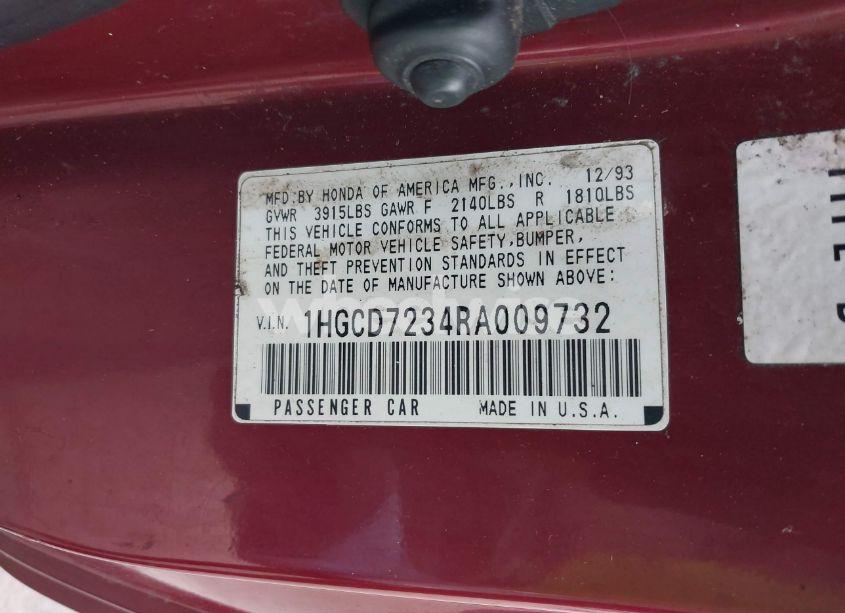 MFD.BY HONDA OF AMERICA MFG.,INC. 12/93
GVWR 3915LBS GAWR F 2140LBS R 1810LBS
THIS VEHICLE CONFORMS TO ALL APPLICABLE
FEDERAL MOTOR VEHICLE SAFETY,BUMPER,
AND THEFT PREVENTION STANDARDS IN EFFECT
ON THE DATE OF MANUFACTURE SHOWN ABOVE:
V.I.N. 1HGCD7234RA009732
PASSENGER CAR MADE IN U.S.A.